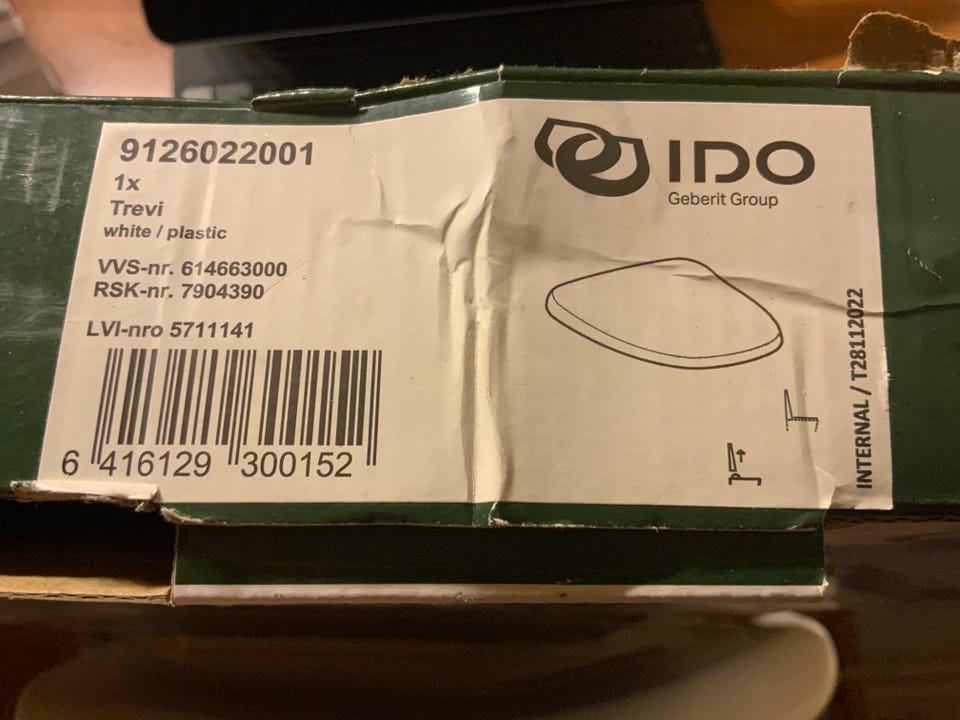 9126022001
1x
Trevi
white / plastic
VVS-nr. 614663000
RSK-nr. 7904390
LVI-nro 5711141
6 416129 300152
IDO
Geberit Group
INTERNAL / T28112022